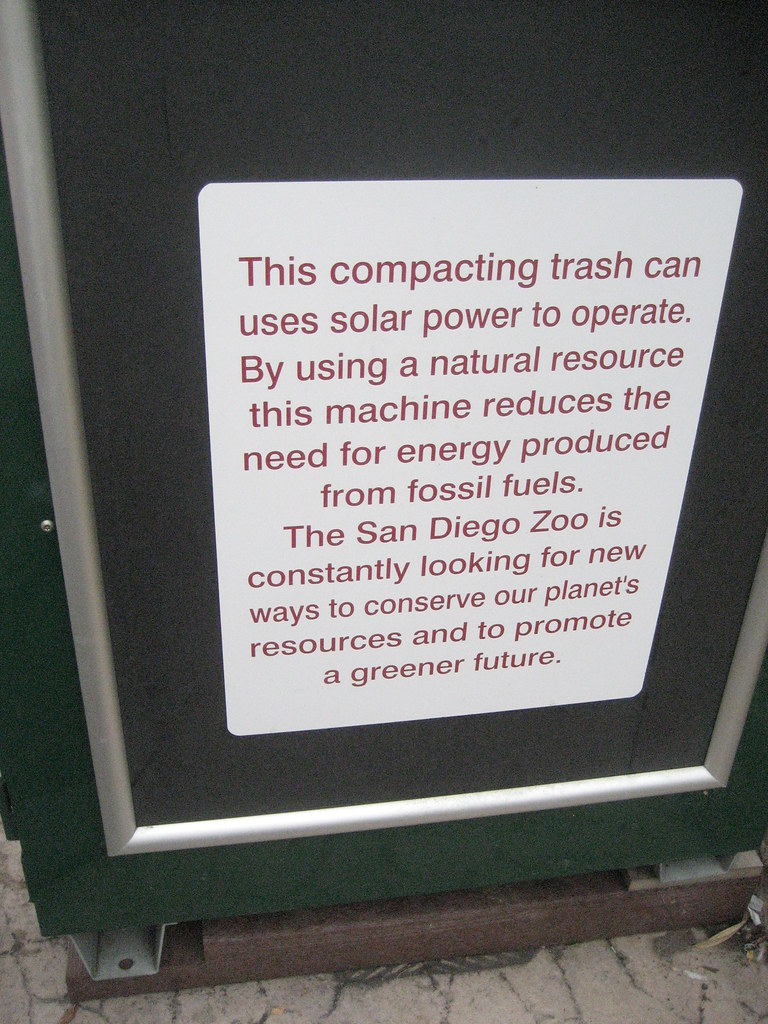 This compacting trash can
uses solar power to operate.
By using a natural resource
this machine reduces the
need for energy produced
from fossil fuels.
The San Diego Zoo is
constantly looking for new
ways to conserve our planet's
resources and to promote
a greener future.